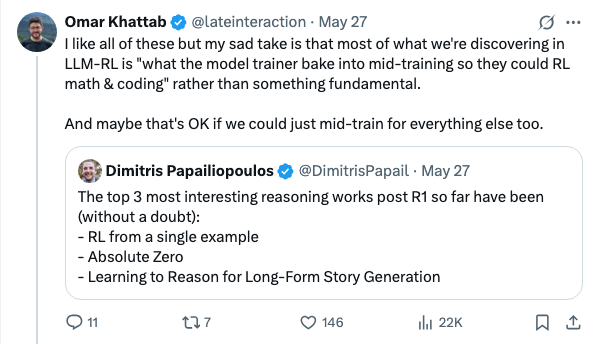 Omar Khattab @lateinteraction · May 27
I like all of these but my sad take is that most of what we're discovering in
LLM-RL is "what the model trainer bake into mid-training so they could RL
math & coding" rather than something fundamental.
And maybe that's OK if we could just mid-train for everything else too.
Dimitris Papailiopoulos @DimitrisPapail · May 27
The top 3 most interesting reasoning works post R1 so far have been
(without a doubt):
- RL from a single example
- Absolute Zero
- Learning to Reason for Long-Form Story Generation
11 7 146 22K